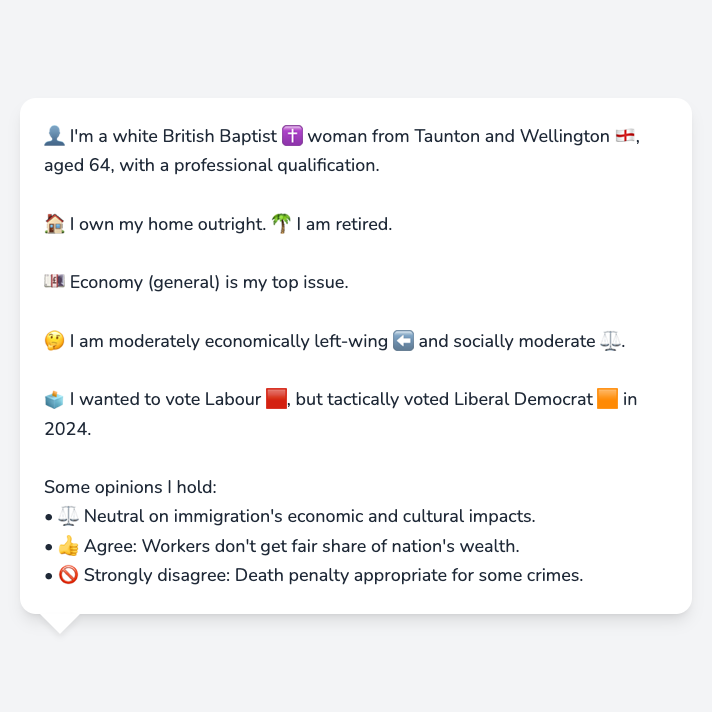 👤 I'm a white British Baptist ✝️ woman from Taunton and Wellington 🏴󠁧󠁢󠁥󠁮󠁧󠁿,
aged 64, with a professional qualification.
🏠 I own my home outright. 🌴 I am retired.
💷 Economy (general) is my top issue.
🤔 I am moderately economically left-wing ⬅️ and socially moderate ⚖️.
🗳️ I wanted to vote Labour 🟥, but tactically voted Liberal Democrat 🟧 in
2024.
Some opinions I hold:
• ⚖️ Neutral on immigration's economic and cultural impacts.
• 👍 Agree: Workers don't get fair share of nation's wealth.
• 🚫 Strongly disagree: Death penalty appropriate for some crimes.